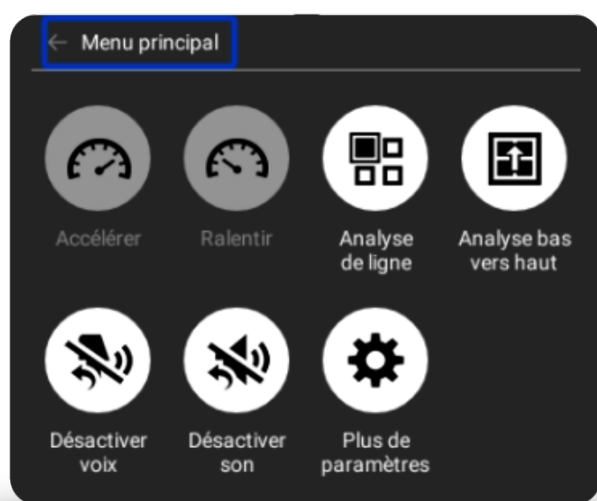 Menu principal
Accélérer
Ralentir
Analyse
de ligne
Analyse bas
vers haut
Désactiver
voix
Désactiver
son
Plus de
paramètres